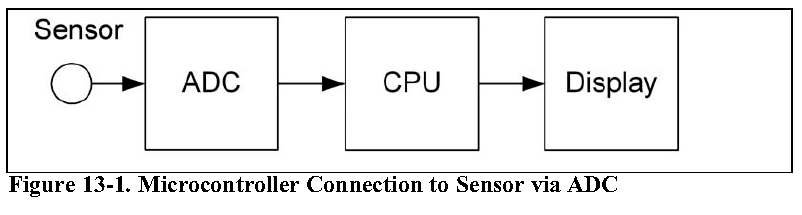 Sensor
ADC
CPU
Display
Figure 13-1. Microcontroller Connection to Sensor via ADC